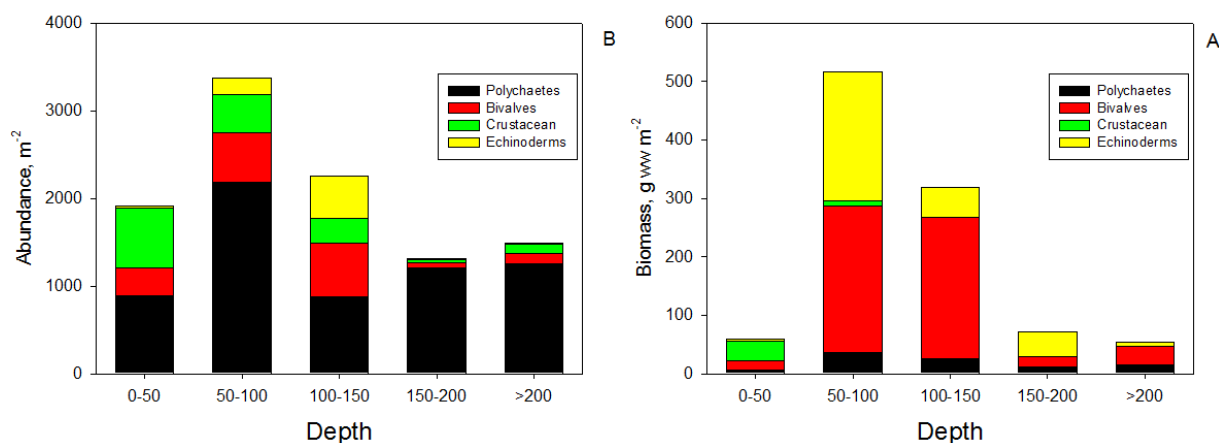 4000
3000
2000
1000
0
Abundance, m⁻²
B
Polychaetes
Bivalves
Crustacean
Echinoderms
0-50 50-100 100-150 150-200 >200
Depth
600
500
400
300
200
100
0
Biomass, g ww m⁻²
A
Polychaetes
Bivalves
Crustacean
Echinoderms
0-50 50-100 100-150 150-200 >200
Depth